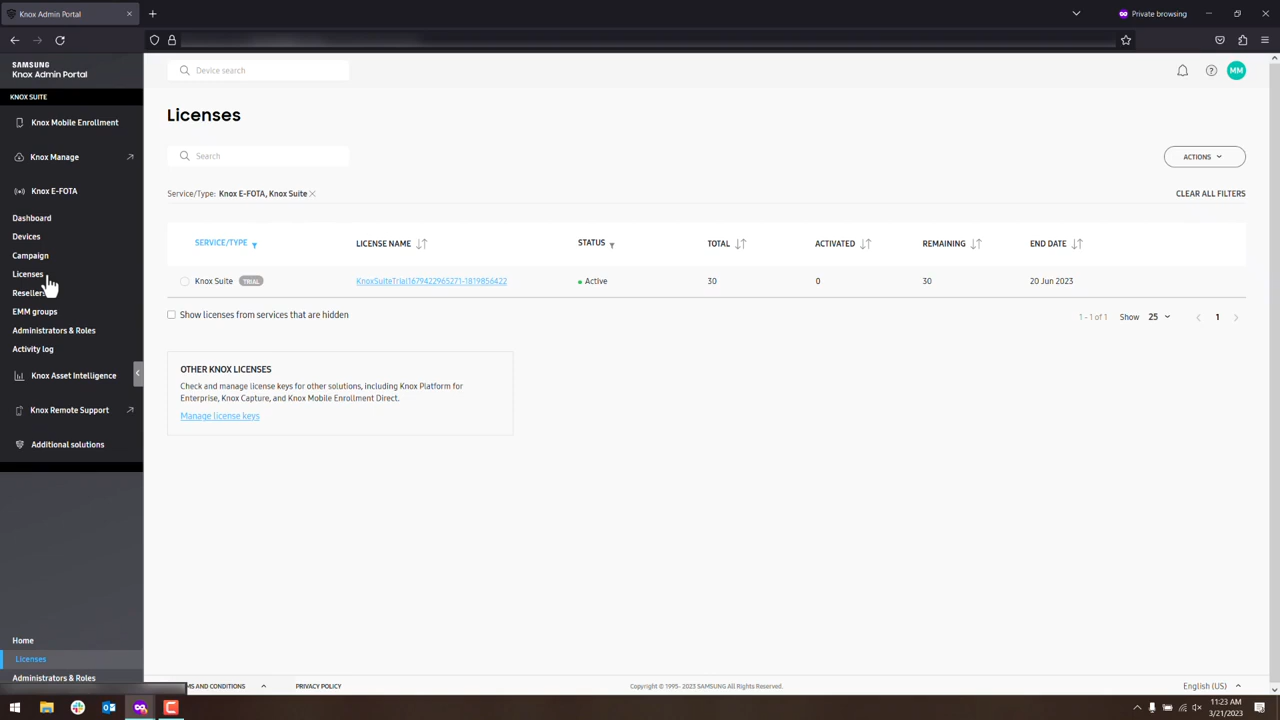 Knox Admin Portal
Private browsing
SAMSUNG
Knox Admin Portal
KNOX SUITE
Knox Mobile Enrollment
Knox Manage
Knox E-FOTA
Dashboard
Devices
Campaign
Licenses
Resellers
EMM groups
Administrators & Roles
Activity log
Knox Asset Intelligence
Knox Remote Support
Additional solutions
Home
Licenses
Administrators & Roles
Device search
MM
Licenses
Search
ACTIONS
Service/Type: Knox E-FOTA, Knox Suite
CLEAR ALL FILTERS
SERVICE/TYPE LICENSE NAME STATUS TOTAL ACTIVATED REMAINING END DATE
Knox Suite TRIAL KnoxSuiteTrial1679422965271-1819856422 Active 30 0 30 20 Jun 2023
Show licenses from services that are hidden
1 - 1 of 1 Show 25 1
OTHER KNOX LICENSES
Check and manage license keys for other solutions, including Knox Platform for
Enterprise, Knox Capture, and Knox Mobile Enrollment Direct.
Manage license keys
MS AND CONDITIONS PRIVACY POLICY Copyright © 1995- 2023 SAMSUNG All Rights Reserved. English (US)
11:23 AM
3/21/2023